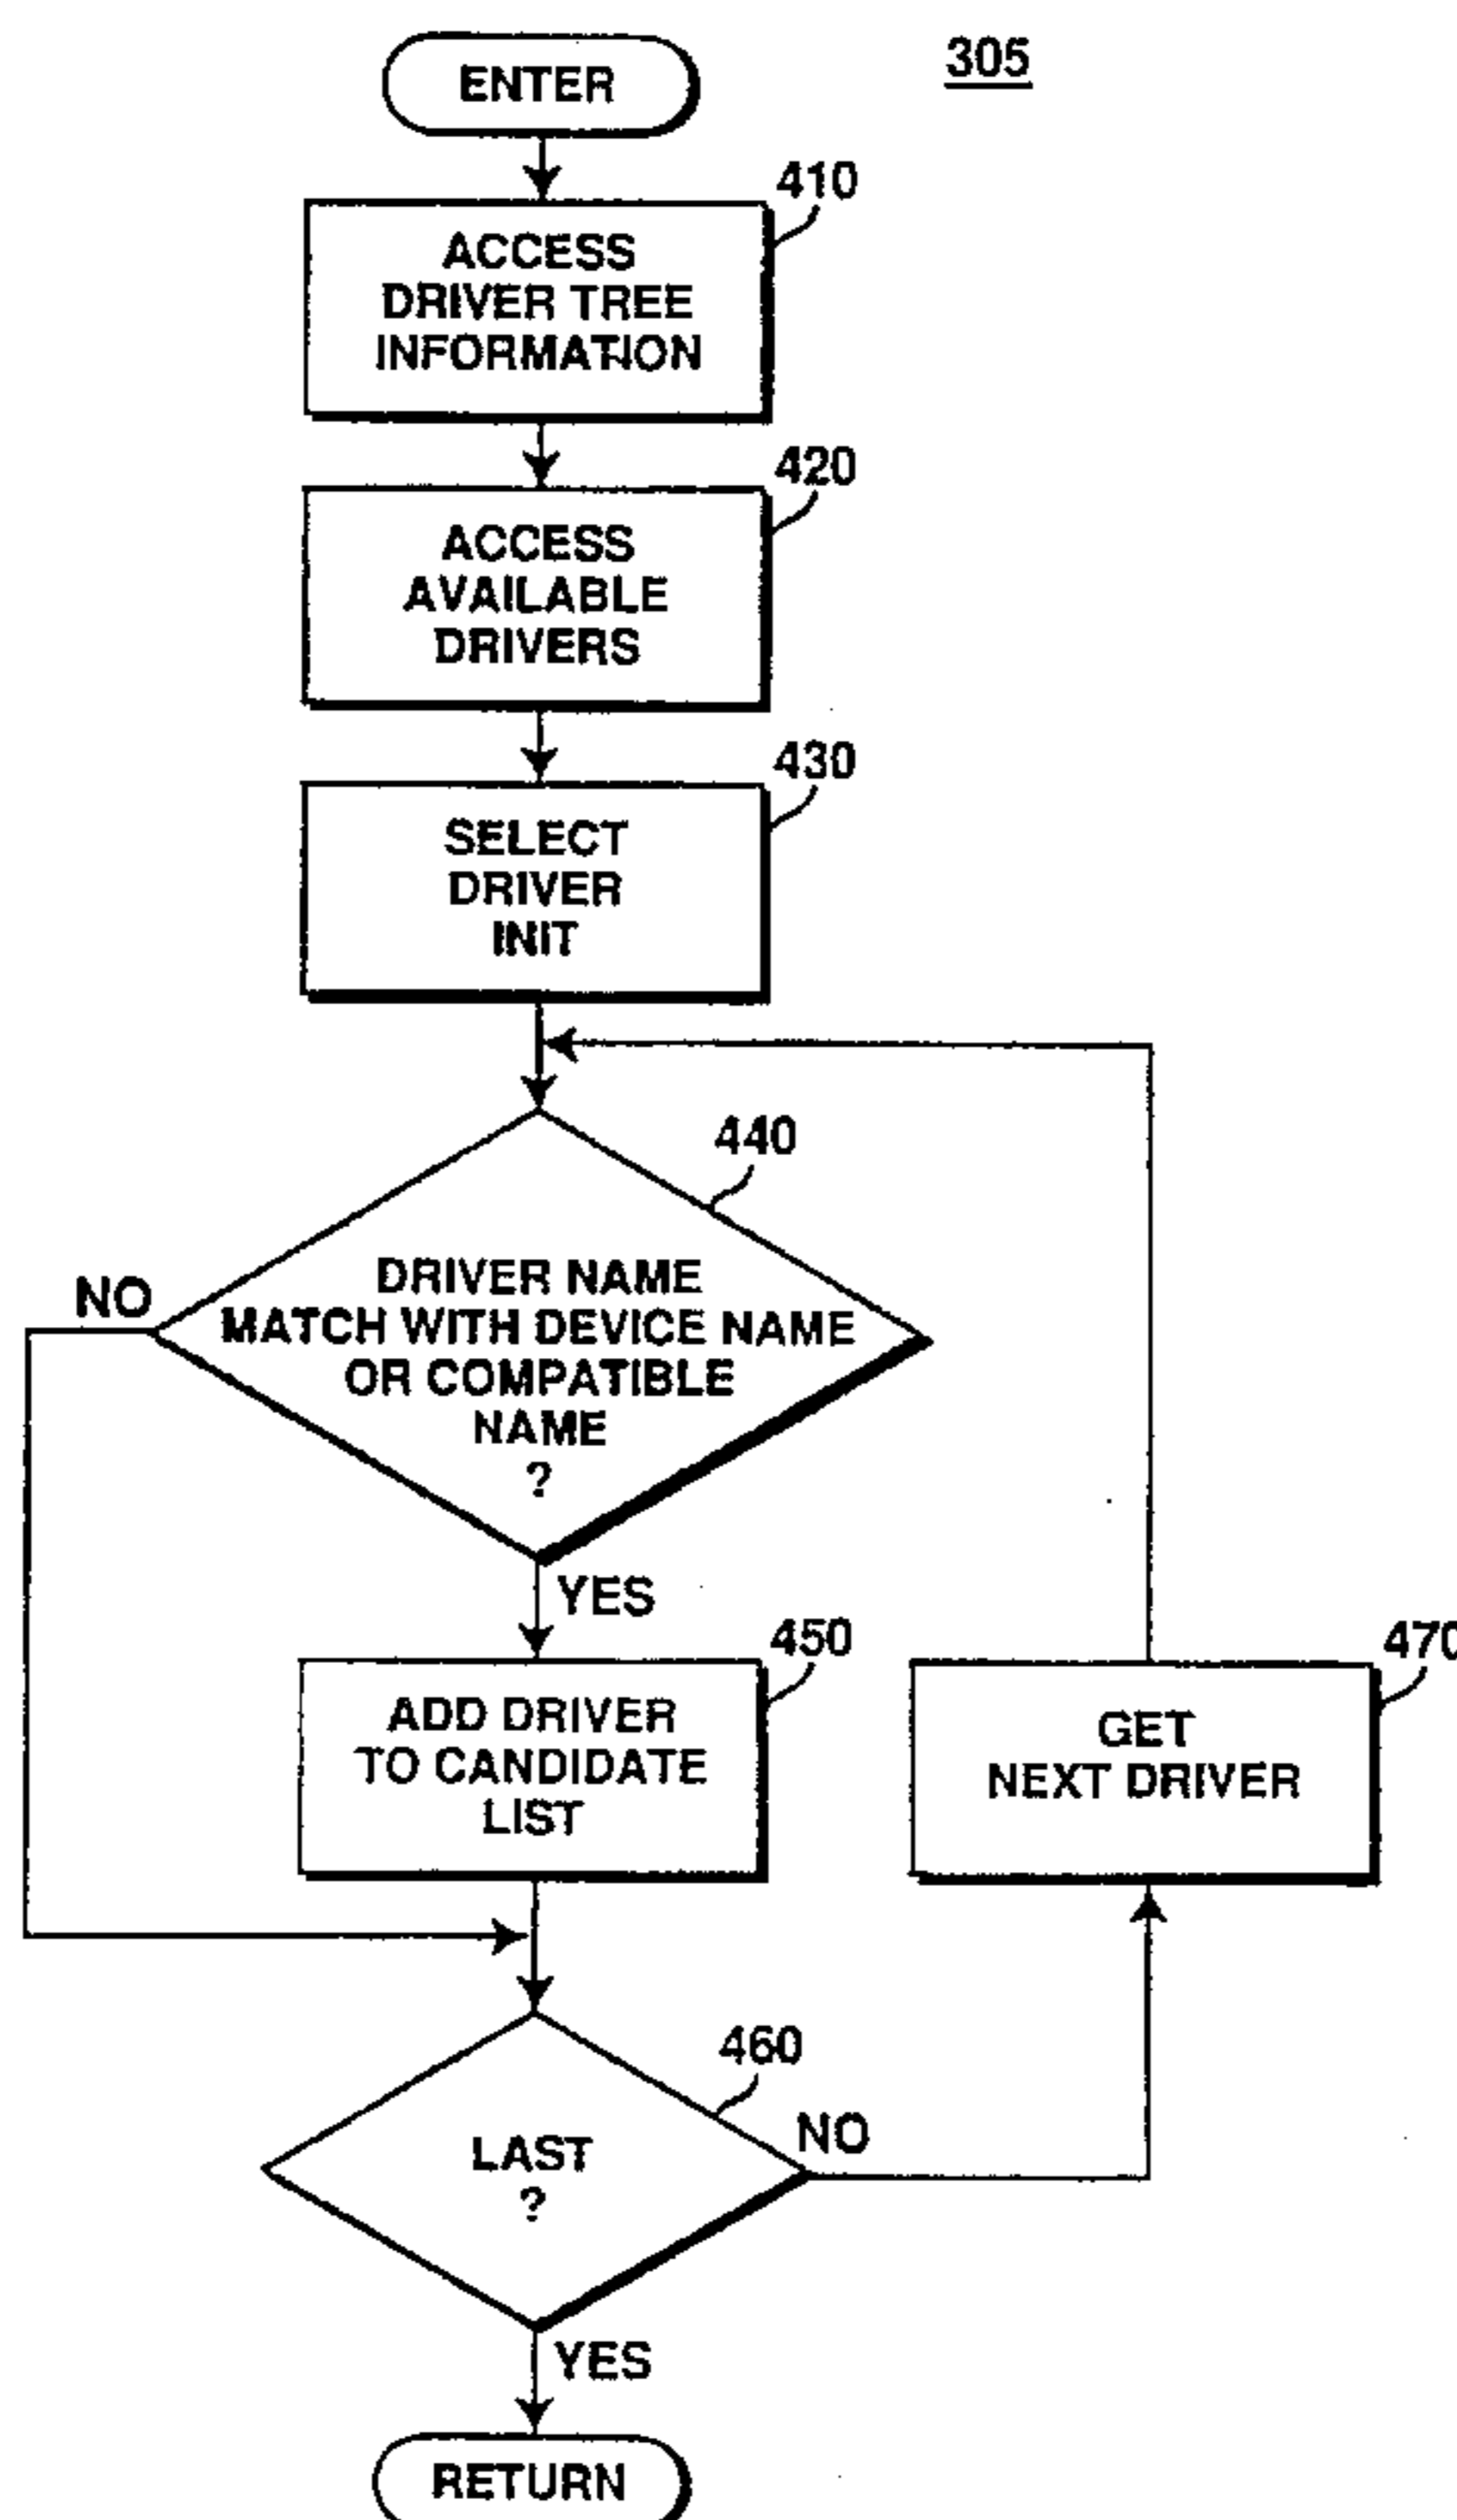 ENTER
305
410
ACCESS
DRIVER TREE
INFORMATION
420
ACCESS
AVAILABLE
DRIVERS
430
SELECT
DRIVER
INIT
440
NO
DRIVER NAME
MATCH WITH DEVICE NAME
OR COMPATIBLE
NAME
?
YES
450
ADD DRIVER
TO CANDIDATE
LIST
470
GET
NEXT DRIVER
460
NO
LAST
?
YES
RETURN